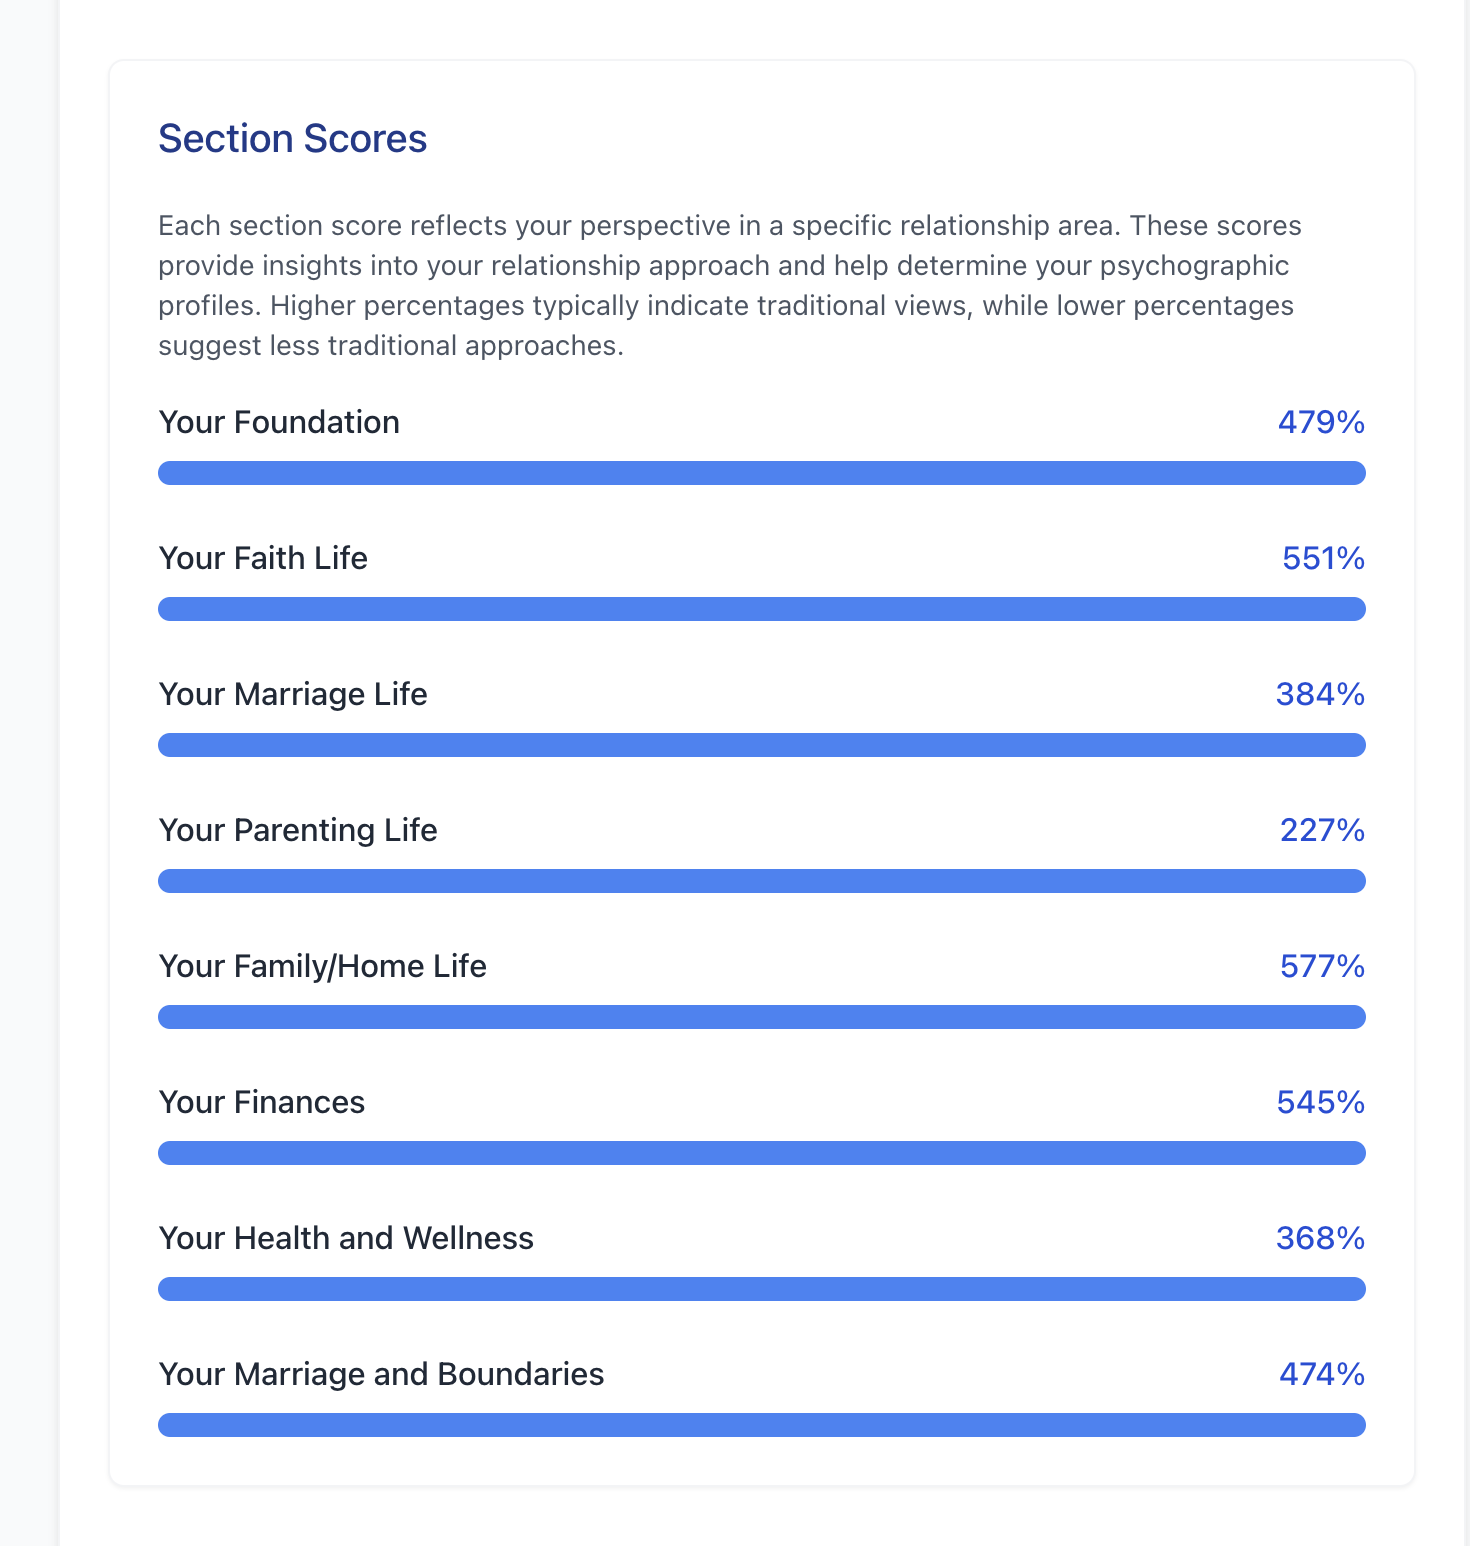 Section Scores
Each section score reflects your perspective in a specific relationship area. These scores
provide insights into your relationship approach and help determine your psychographic
profiles. Higher percentages typically indicate traditional views, while lower percentages
suggest less traditional approaches.
Your Foundation 479%
Your Faith Life 551%
Your Marriage Life 384%
Your Parenting Life 227%
Your Family/Home Life 577%
Your Finances 545%
Your Health and Wellness 368%
Your Marriage and Boundaries 474%